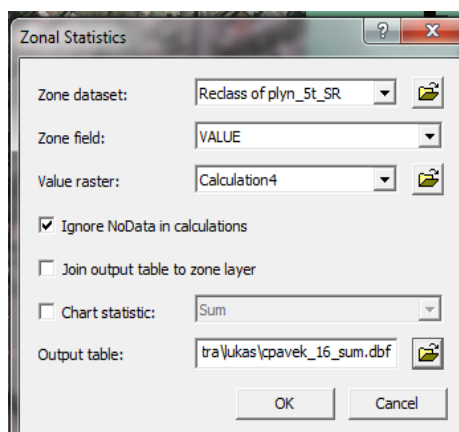 Zonal Statistics
Zone dataset: Reclass of plyn_5t_SR
Zone field: VALUE
Value raster: Calculation4
Ignore NoData in calculations
Join output table to zone layer
Chart statistic: Sum
Output table: tra\lukas\cpavek_16_sum.dbf
OK Cancel